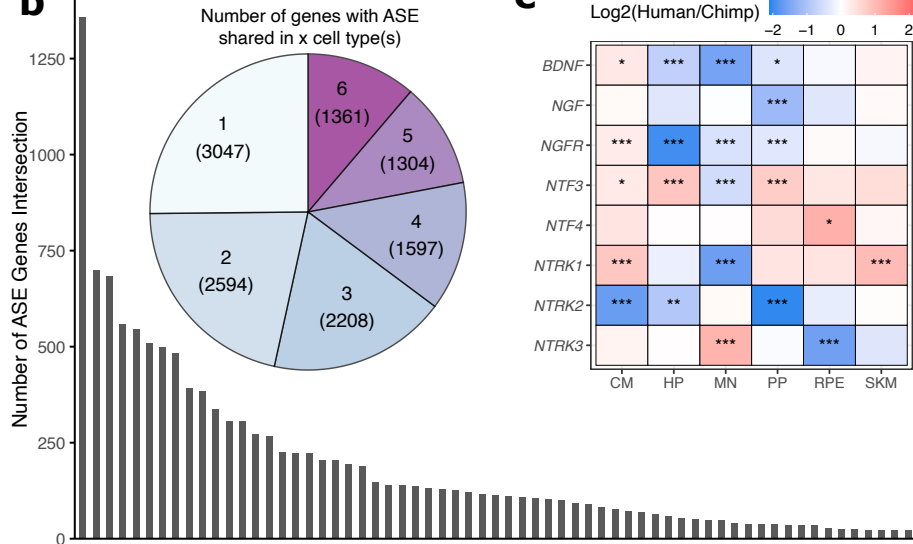 b
Number of genes with ASE
shared in x cell type(s)
Number of ASE Genes Intersection
1250
1000
750
500
250
0
6
(1361)
5
(1304)
4
(1597)
3
(2208)
2
(2594)
1
(3047)
c
Log2(Human/Chimp)
−2 −1 0 1 2
BDNF * *** *** *
NGF ***
NGFR *** *** *** ***
NTF3 * *** *** ***
NTF4 *
NTRK1 *** *** ***
NTRK2 *** ** ***
NTRK3 *** ***
CM HP MN PP RPE SKM